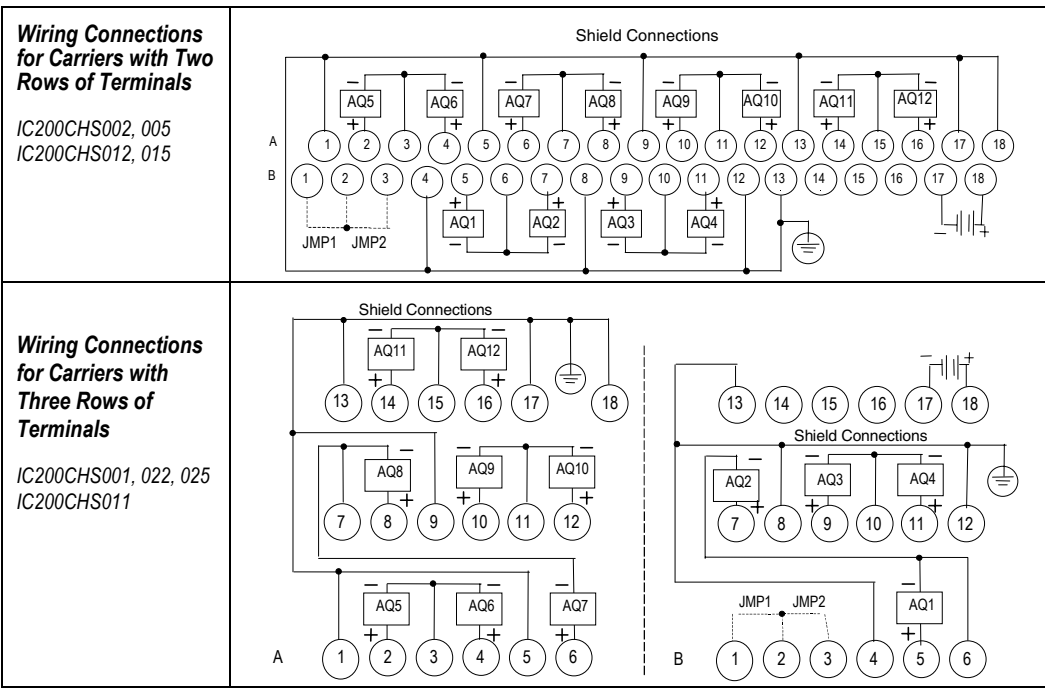 Wiring Connections
for Carriers with Two
Rows of Terminals
IC200CHS002, 005
IC200CHS012, 015
Shield Connections
AQ5 AQ6 AQ7 AQ8 AQ9 AQ10 AQ11 AQ12
A 1 2 3 4 5 6 7 8 9 10 11 12 13 14 15 16 17 18
B 1 2 3 4 5 6 7 8 9 10 11 12 13 14 15 16 17 18
JMP1 JMP2 AQ1 AQ2 AQ3 AQ4
Wiring Connections
for Carriers with
Three Rows of
Terminals
IC200CHS001, 022, 025
IC200CHS011
Shield Connections
AQ11 AQ12
13 14 15 16 17 18
AQ8 AQ9 AQ10
7 8 9 10 11 12
AQ5 AQ6 AQ7
A 1 2 3 4 5 6
13 14 15 16 17 18
Shield Connections
AQ2 AQ3 AQ4
7 8 9 10 11 12
JMP1 JMP2 AQ1
B 1 2 3 4 5 6